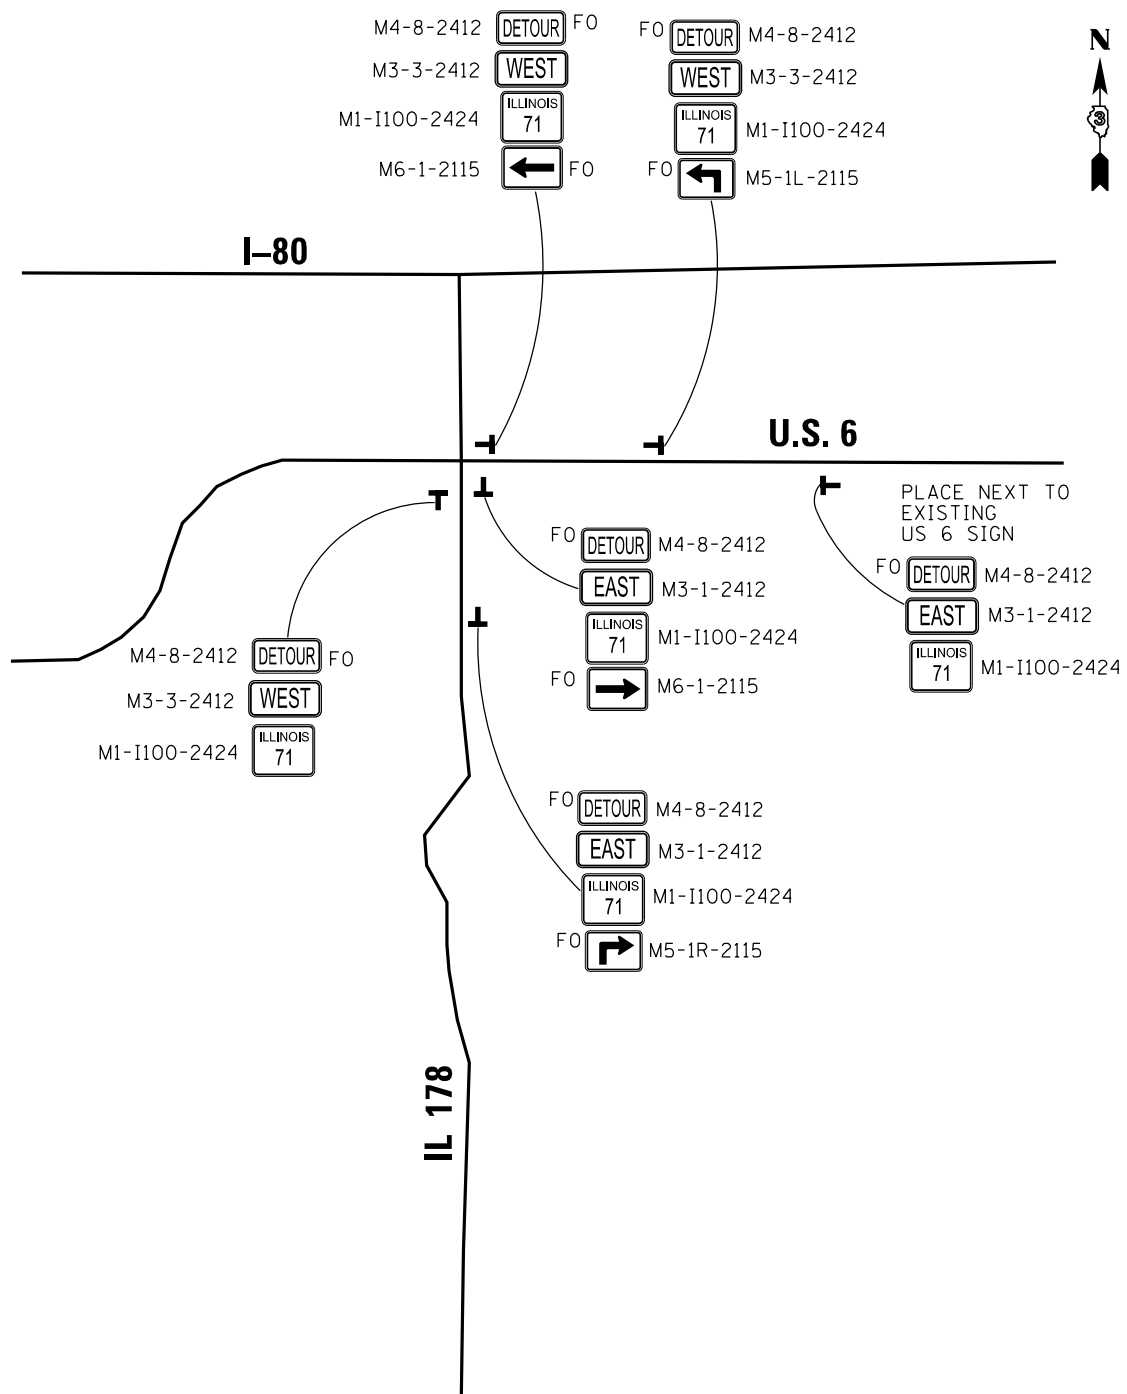 M4-8-2412 DETOUR FO
M3-3-2412 WEST
M1-I100-2424 ILLINOIS
71
M6-1-2115 FO
FO DETOUR M4-8-2412
WEST M3-3-2412
ILLINOIS
71 M1-I100-2424
FO M5-1L-2115
N
3
I-80
U.S. 6
PLACE NEXT TO
EXISTING
US 6 SIGN
FO DETOUR M4-8-2412
EAST M3-1-2412
ILLINOIS
71 M1-I100-2424
FO DETOUR M4-8-2412
EAST M3-1-2412
ILLINOIS
71 M1-I100-2424
FO M6-1-2115
M4-8-2412 DETOUR FO
M3-3-2412 WEST
M1-I100-2424 ILLINOIS
71
FO DETOUR M4-8-2412
EAST M3-1-2412
ILLINOIS
71 M1-I100-2424
FO M5-1R-2115
IL 178